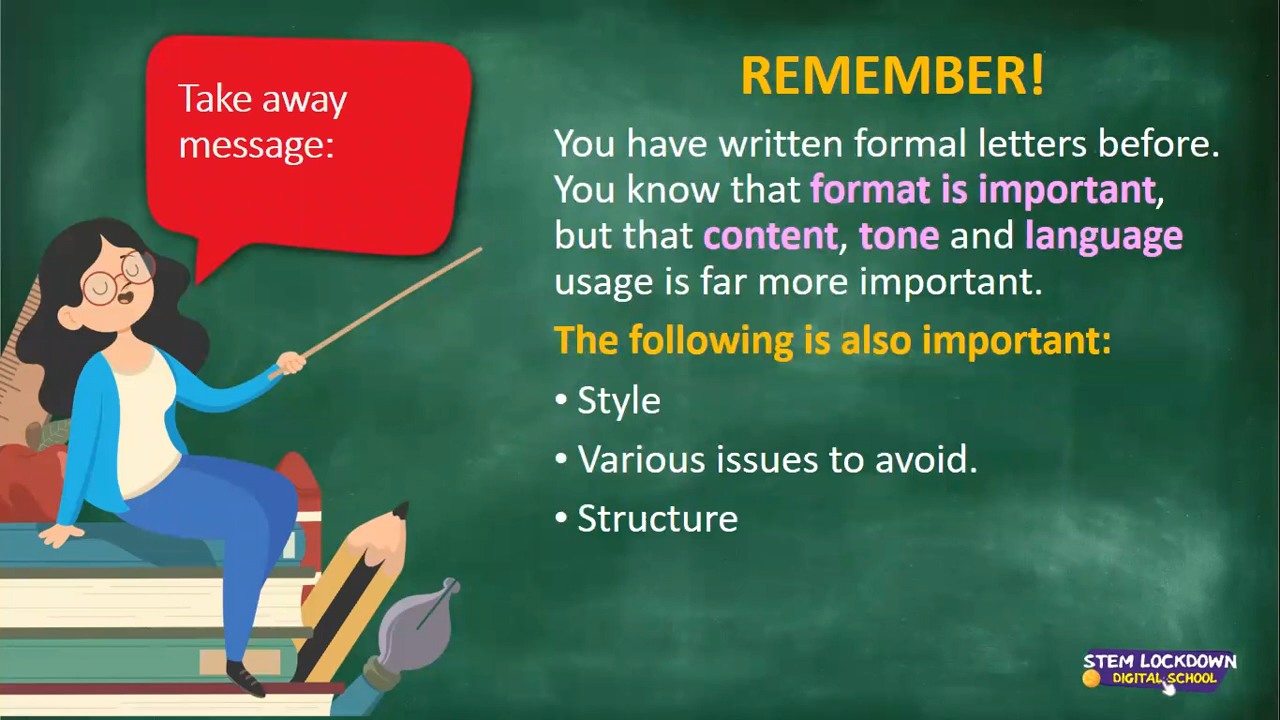 Take away
message:
REMEMBER!
You have written formal letters before.
You know that format is important,
but that content, tone and language
usage is far more important.
The following is also important:
• Style
• Various issues to avoid.
• Structure
STEM LOCKDOWN
DIGITAL SCHOOL